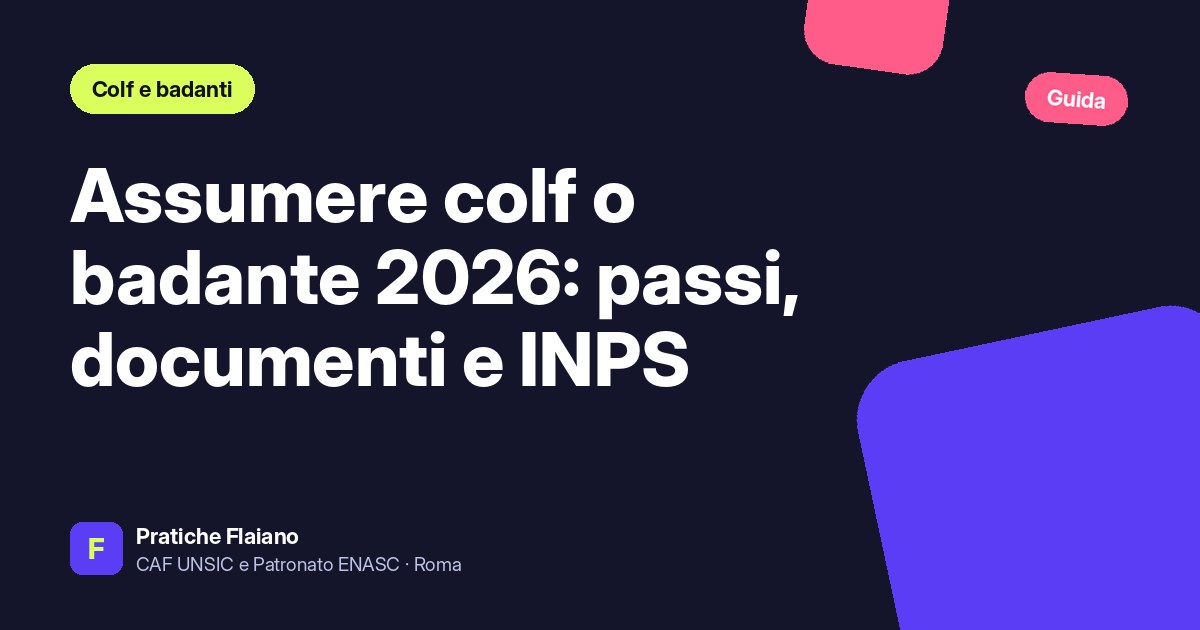 Colf e badanti
Guida
Assumere colf o
badante 2026: passi,
documenti e INPS
F
Pratiche Flaiano
CAF UNSIC e Patronato ENASC · Roma